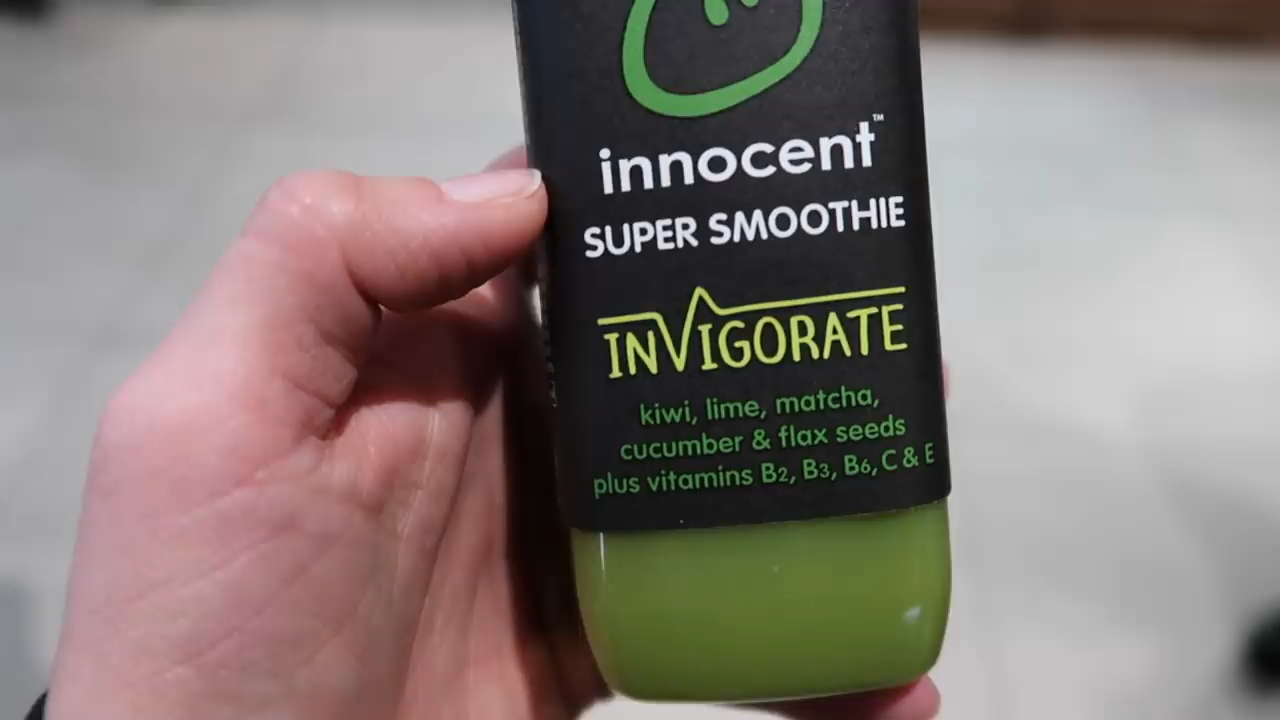 innocent™
SUPER SMOOTHIE
INVIGORATE
kiwi, lime, matcha,
cucumber & flax seeds
plus vitamins B2, B3, B6, C & E